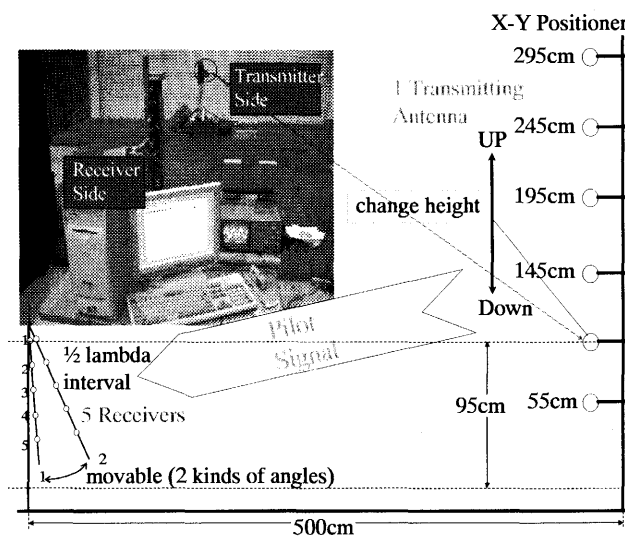 X-Y Positioner
295cm
Transmitter
Side
1 Transmitting
Antenna
245cm
UP
Receiver
Side
195cm
change height
145cm
Down
Pilot
Signal
1
2
3
4
5
½ lambda
interval
5 Receivers
95cm
55cm
1
2
movable (2 kinds of angles)
500cm